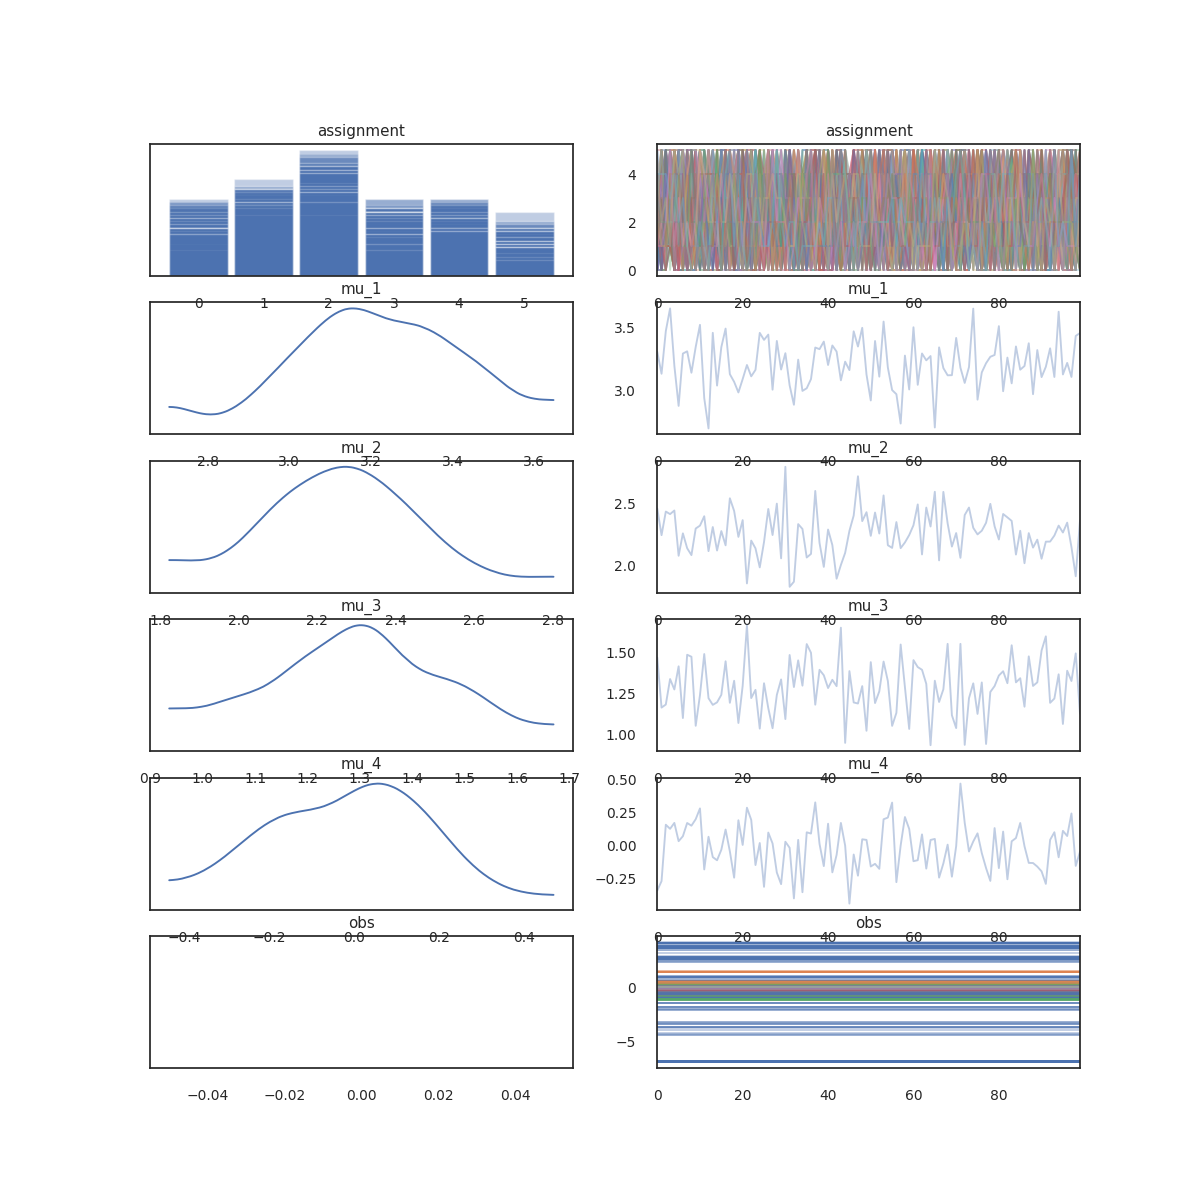 assignment
assignment
4
2
0
0 1 2 3 4 5
0 20 40 60 80
mu_1
mu_1
3.5
3.0
2.8 3.0 3.2 3.4 3.6
0 20 40 60 80
mu_2
mu_2
2.5
2.0
1.8 2.0 2.2 2.4 2.6 2.8
0 20 40 60 80
mu_3
mu_3
1.50
1.25
1.00
0.9 1.0 1.1 1.2 1.3 1.4 1.5 1.6 1.7
0 20 40 60 80
mu_4
mu_4
0.50
0.25
0.00
−0.25
−0.4 −0.2 0.0 0.2 0.4
0 20 40 60 80
obs
obs
0
−5
−0.04 −0.02 0.00 0.02 0.04
0 20 40 60 80